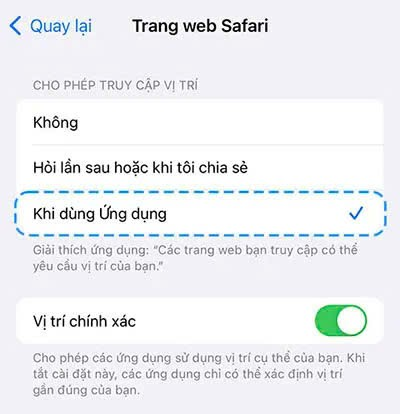 Quay lại Trang web Safari
CHO PHÉP TRUY CẬP VỊ TRÍ
Không
Hỏi lần sau hoặc khi tôi chia sẻ
Khi dùng Ứng dụng
Giải thích ứng dụng: “Các trang web bạn truy cập có thể
yêu cầu vị trí của bạn.”
Vị trí chính xác
Cho phép các ứng dụng sử dụng vị trí cụ thể của bạn. Khi
tắt cài đặt này, các ứng dụng chỉ có thể xác định vị trí
gần đúng của bạn.